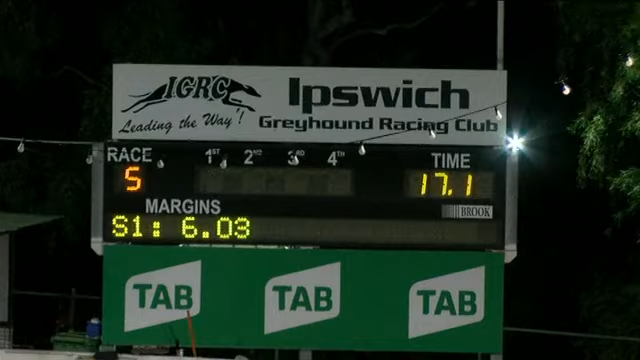 IGRC
Leading the Way!
Ipswich
Greyhound Racing Club
RACE 1ST 2ND 3RD 4TH TIME
5 17.1
MARGINS
BROOK
S1: 6.03
TAB TAB TAB